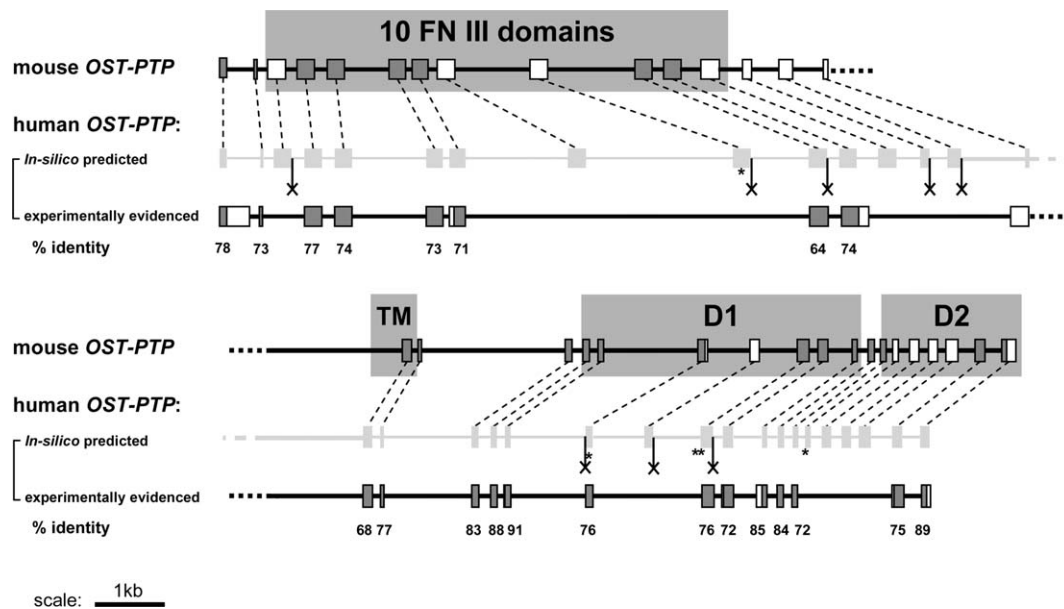 10 FN III domains
mouse OST-PTP
human OST-PTP:
In-silico predicted
*
experimentally evidenced
% identity
78 73 77 74 73 71 64 74
TM D1 D2
mouse OST-PTP
human OST-PTP:
In-silico predicted
* ** *
experimentally evidenced
% identity
68 77 83 88 91 76 76 72 85 84 72 75 89
scale: 1kb